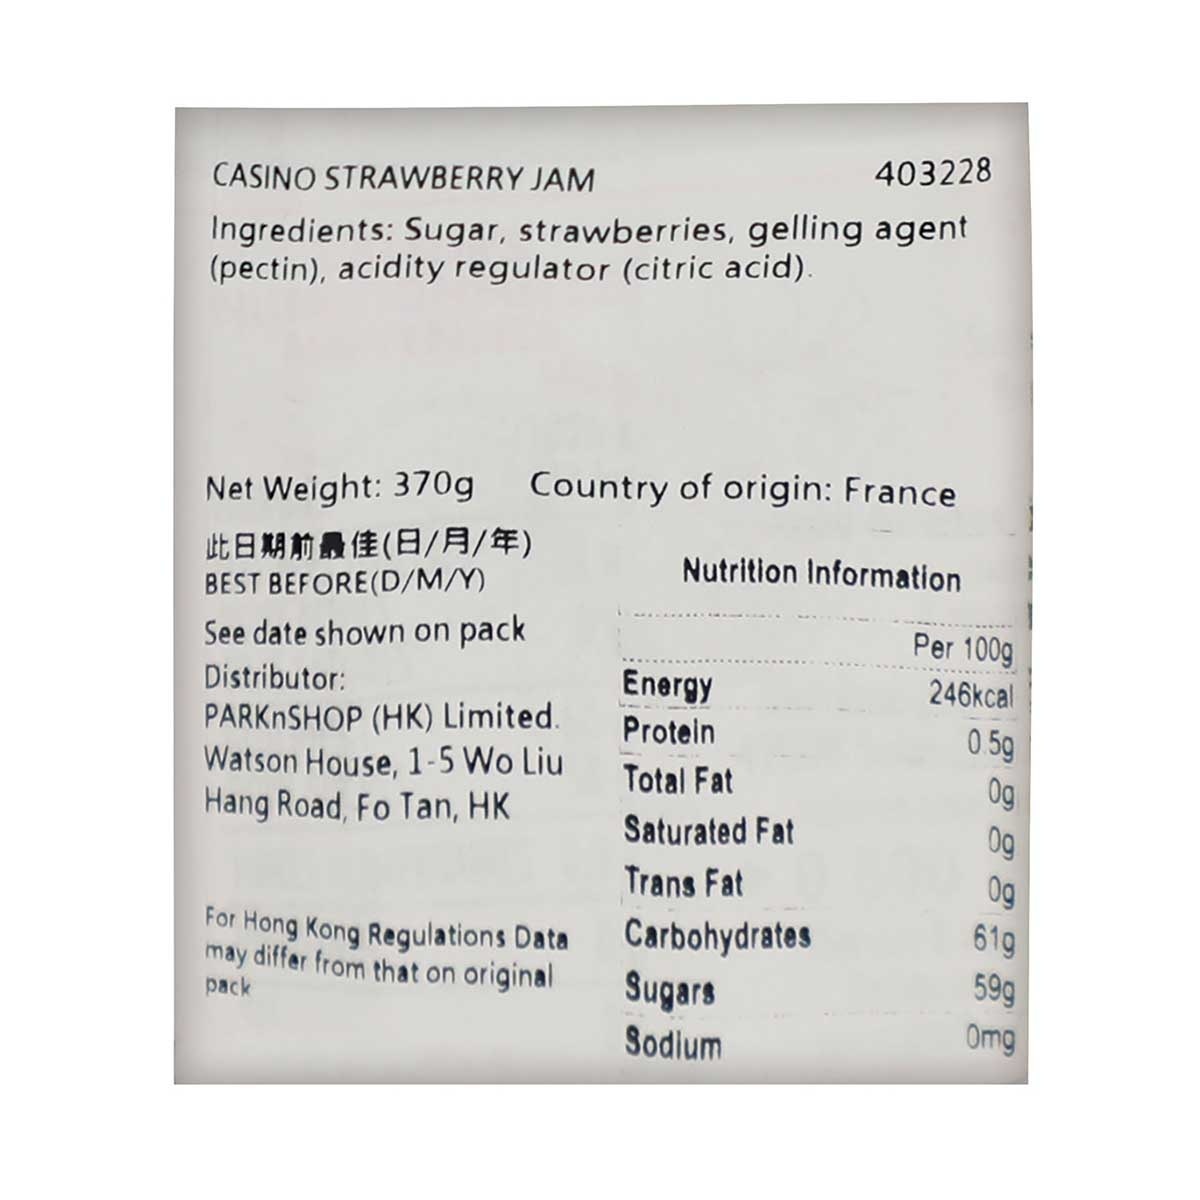 CASINO STRAWBERRY JAM 403228
Ingredients: Sugar, strawberries, gelling agent
(pectin), acidity regulator (citric acid).
Net Weight: 370g Country of origin: France
此日期前最佳(日/月/年)
BEST BEFORE(D/M/Y)
See date shown on pack
Distributor:
PARKnSHOP (HK) Limited.
Watson House, 1-5 Wo Liu
Hang Road, Fo Tan, HK
For Hong Kong Regulations Data
may differ from that on original
pack
Nutrition Information
Per 100g
Energy 246kcal
Protein 0.5g
Total Fat 0g
Saturated Fat 0g
Trans Fat 0g
Carbohydrates 61g
Sugars 59g
Sodium 0mg